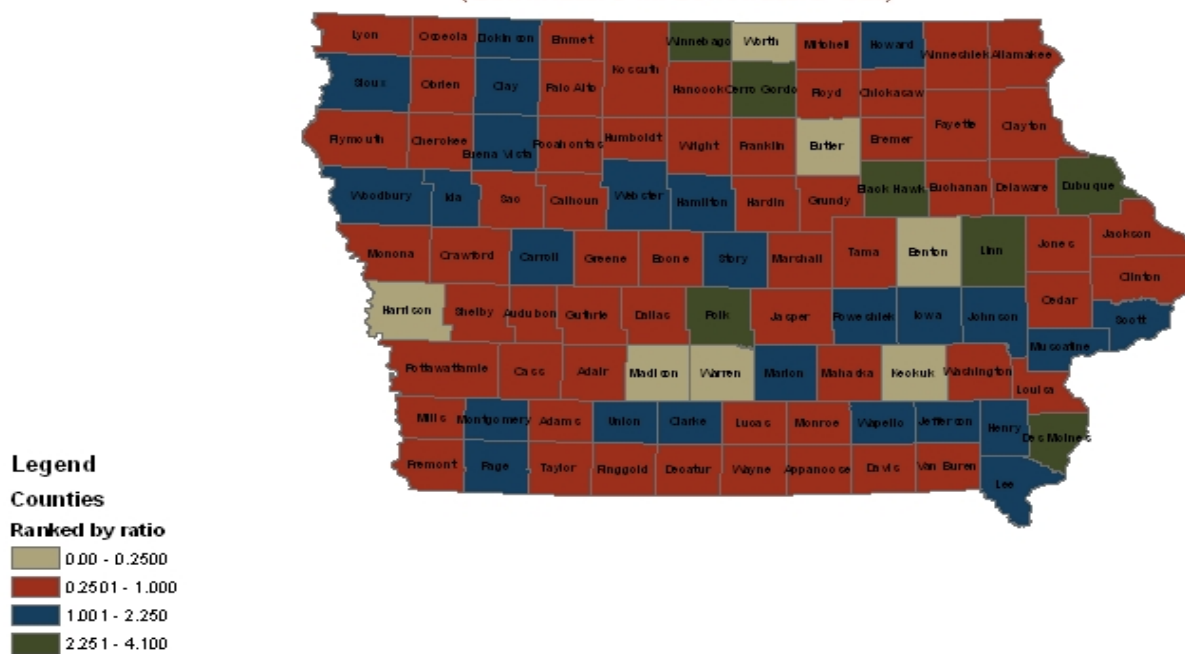 Lyon Osceola Dickinson Emmet Winnebago Worth Mitchell Howard Winneshiek Allamakee
Kossuth
Sioux Obrien Clay Palo Alto Hancock Cerro Gordo Floyd Chickasaw
Plymouth Cherokee Buena Vista Pocahontas Humboldt Wright Franklin Butler Bremer Fayette Clayton
Woodbury Ida Sac Calhoun Webster Hamilton Hardin Grundy Black Hawk Buchanan Delaware Dubuque
Monona Crawford Carroll Greene Boone Story Marshall Tama Benton Linn Jones Jackson
Clinton
Harrison Shelby Audubon Guthrie Dallas Polk Jasper Poweshiek Iowa Johnson Cedar Scott
Muscatine
Pottawattamie Cass Adair Madison Warren Marion Mahaska Keokuk Washington Louisa
Mills Montgomery Adams Union Clarke Lucas Monroe Wapello Jefferson Henry Des Moines
Fremont Page Taylor Ringgold Decatur Wayne Appanoose Davis Van Buren Lee
Legend
Counties
Ranked by ratio
0.00 - 0.2500
0.2501 - 1.000
1.001 - 2.250
2.251 - 4.100